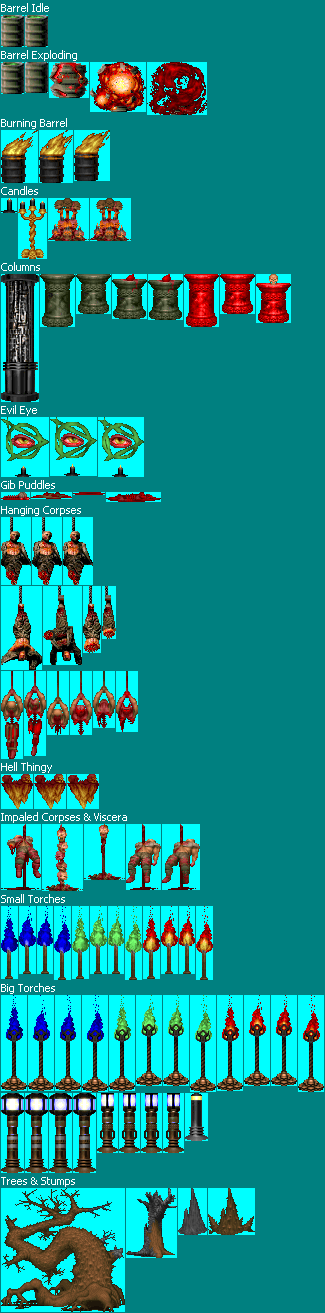 Barrel Idle
Barrel Exploding
Burning Barrel
Candles
Columns
Evil Eye
Gib Puddles
Hanging Corpses
Hell Thingy
Impaled Corpses & Viscera
Small Torches
Big Torches
Trees & Stumps